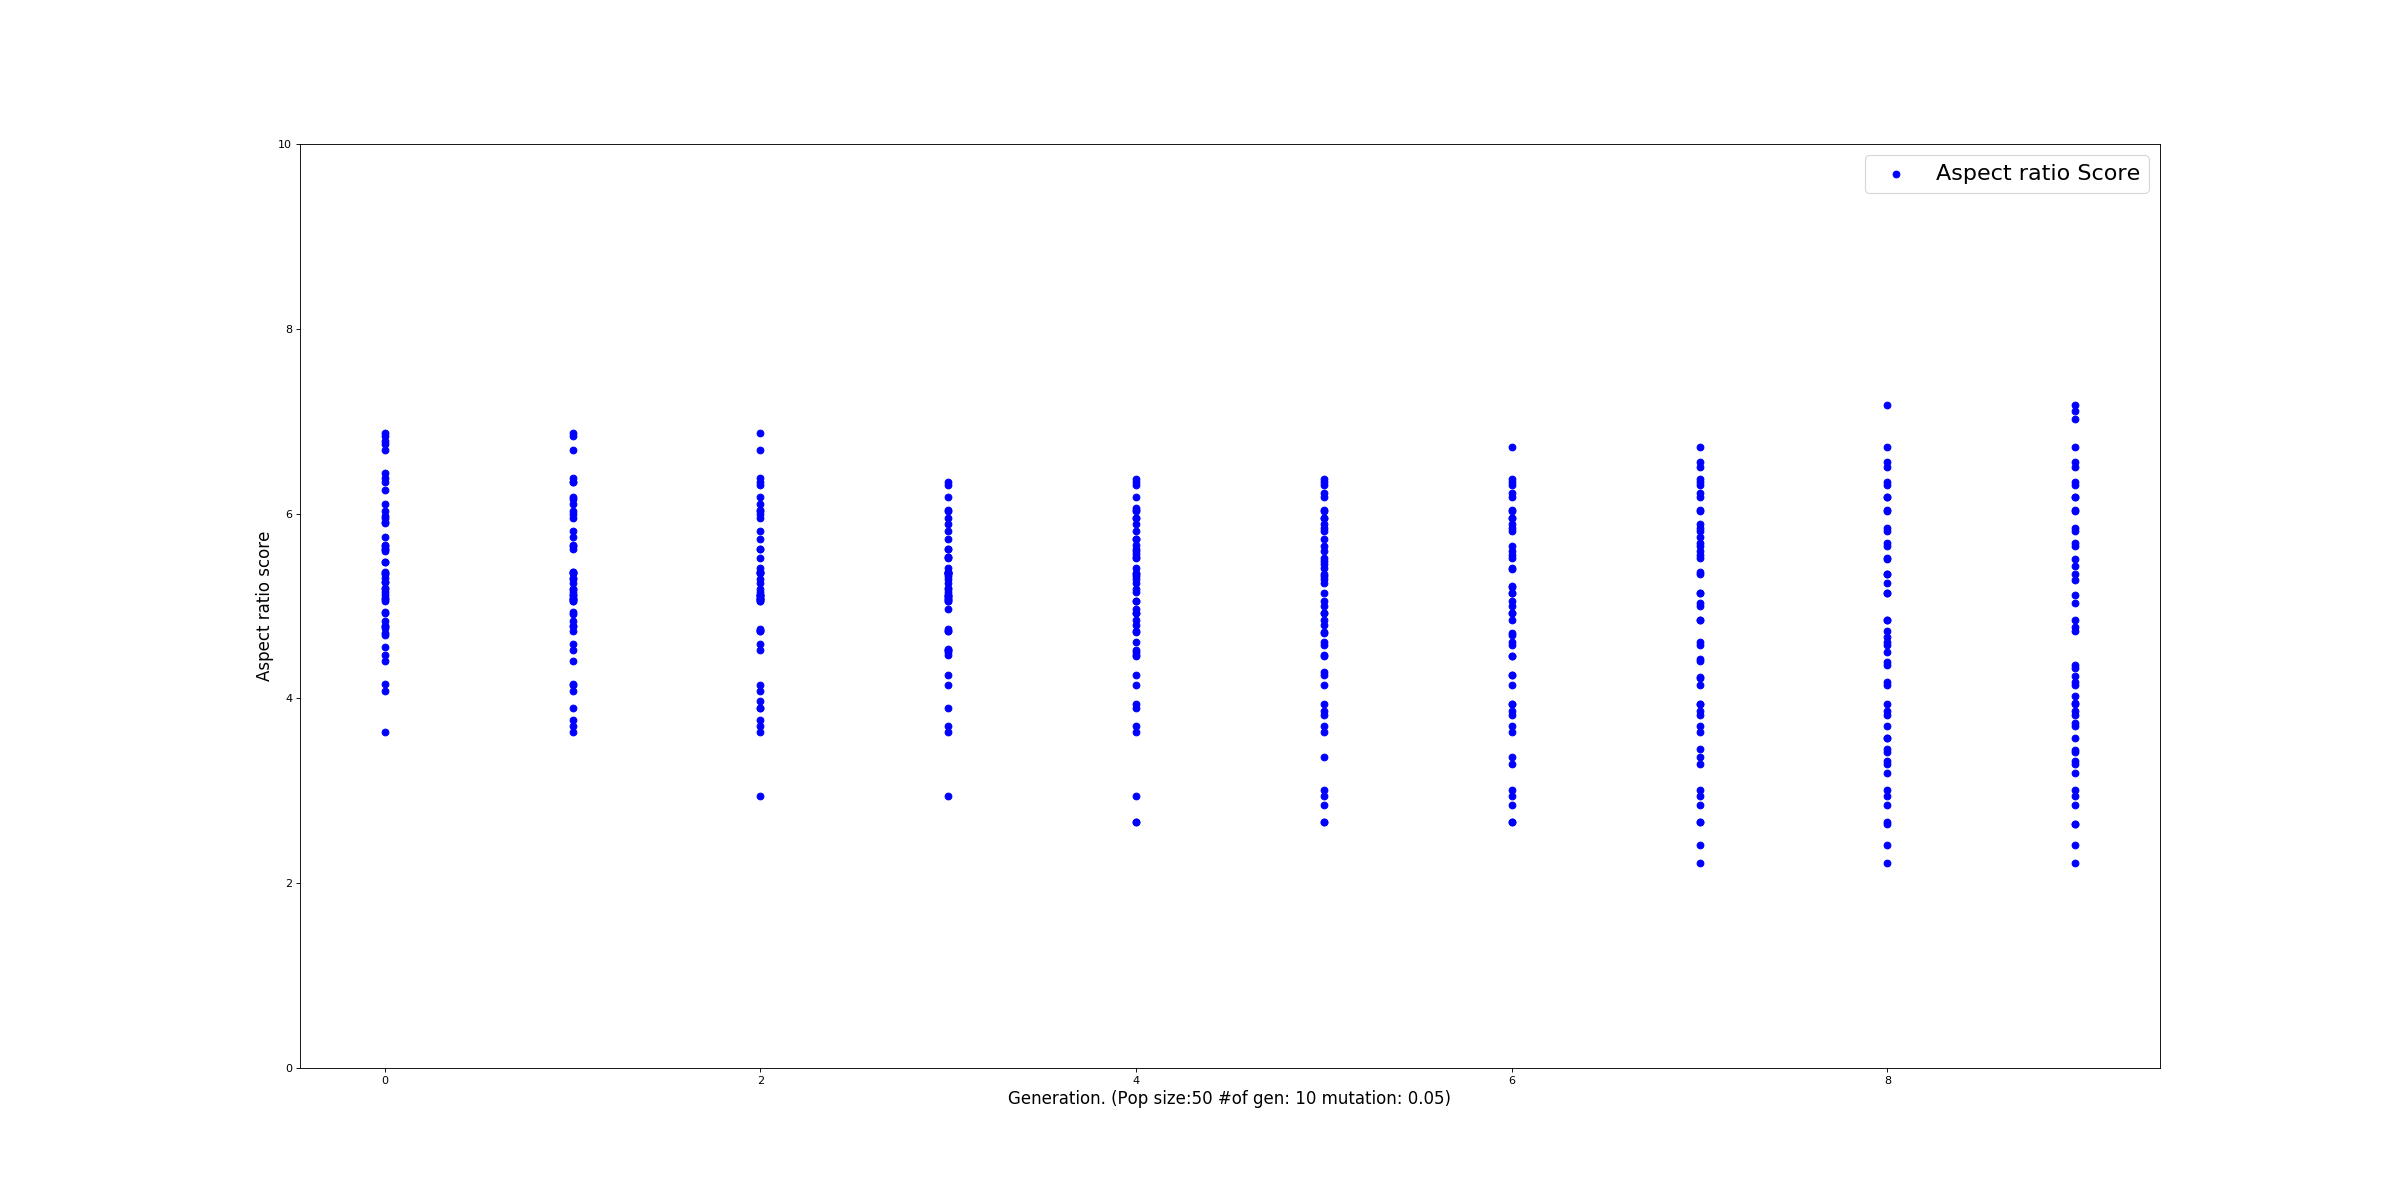 10
8
6
4
2
0
Aspect ratio score
Aspect ratio Score
0 2 4 6 8
Generation. (Pop size:50 #of gen: 10 mutation: 0.05)